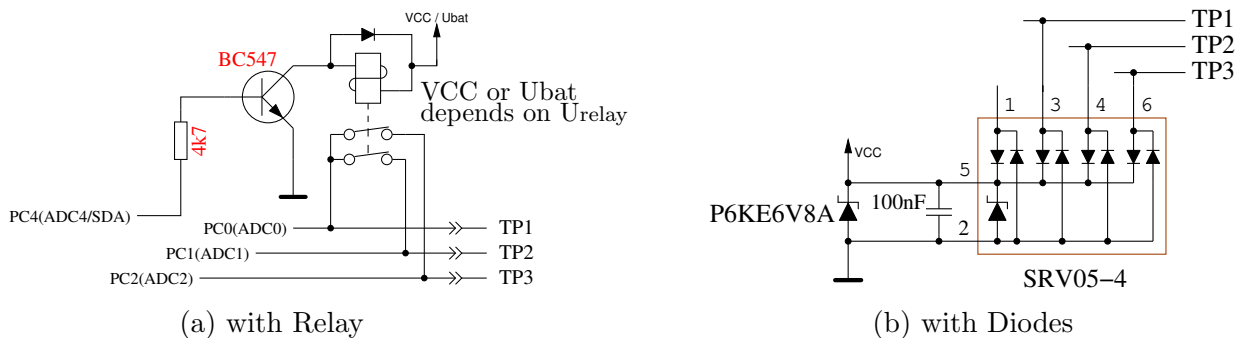 VCC / Ubat
BC547
VCC or Ubat
depends on Urelay
4k7
PC4(ADC4/SDA)
PC0(ADC0)
TP1
PC1(ADC1)
TP2
PC2(ADC2)
TP3
(a) with Relay
TP1
TP2
TP3
1
3
4
6
VCC
5
P6KE6V8A
100nF
2
SRV05−4
(b) with Diodes